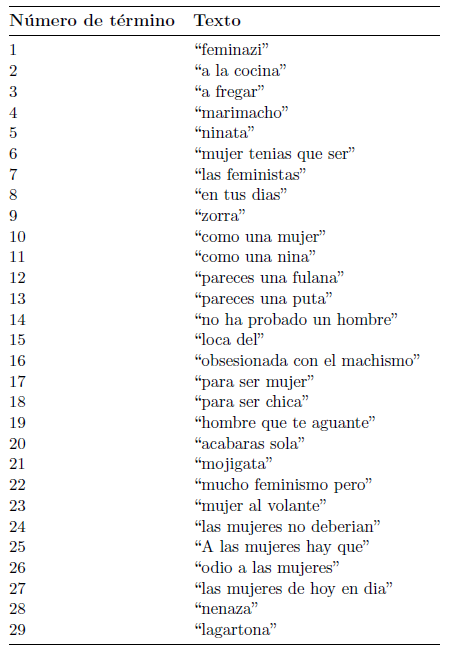 Número de término Texto
1 “feminazi”
2 “a la cocina”
3 “a fregar”
4 “marimacho”
5 “ninata”
6 “mujer tenias que ser”
7 “las feministas”
8 “en tus dias”
9 “zorra”
10 “como una mujer”
11 “como una nina”
12 “pareces una fulana”
13 “pareces una puta”
14 “no ha probado un hombre”
15 “loca del”
16 “obsesionada con el machismo”
17 “para ser mujer”
18 “para ser chica”
19 “hombre que te aguante”
20 “acabaras sola”
21 “mojigata”
22 “mucho feminismo pero”
23 “mujer al volante”
24 “las mujeres no deberian”
25 “A las mujeres hay que”
26 “odio a las mujeres”
27 “las mujeres de hoy en dia”
28 “nenaza”
29 “lagartona”